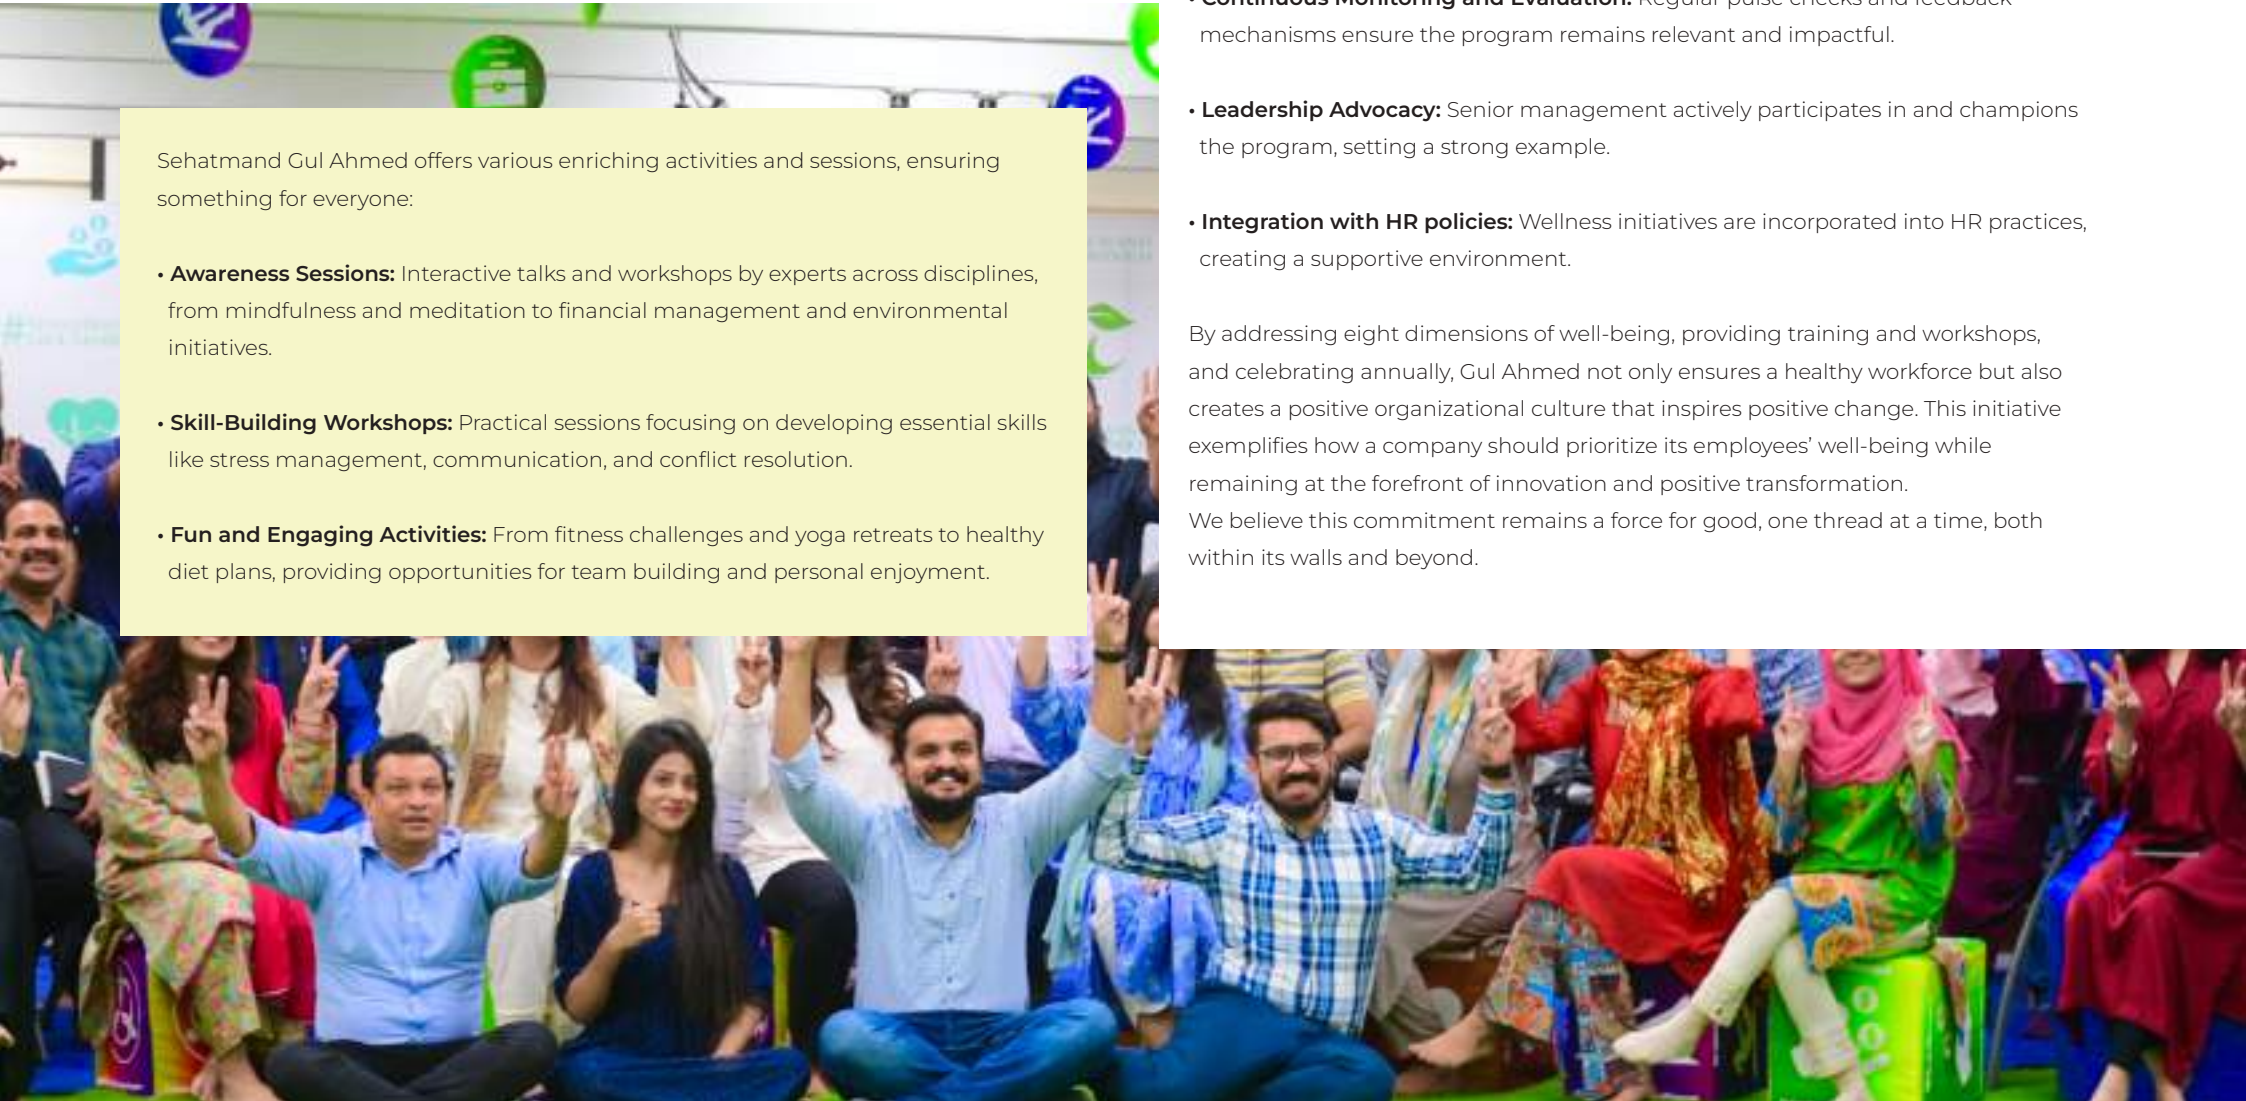 Sehatmand Gul Ahmed offers various enriching activities and sessions, ensuring
something for everyone:
• Awareness Sessions: Interactive talks and workshops by experts across disciplines,
from mindfulness and meditation to financial management and environmental
initiatives.
• Skill-Building Workshops: Practical sessions focusing on developing essential skills
like stress management, communication, and conflict resolution.
• Fun and Engaging Activities: From fitness challenges and yoga retreats to healthy
diet plans, providing opportunities for team building and personal enjoyment.
• Continuous Monitoring and Evaluation: Regular pulse checks and feedback
mechanisms ensure the program remains relevant and impactful.
• Leadership Advocacy: Senior management actively participates in and champions
the program, setting a strong example.
• Integration with HR policies: Wellness initiatives are incorporated into HR practices,
creating a supportive environment.
By addressing eight dimensions of well-being, providing training and workshops,
and celebrating annually, Gul Ahmed not only ensures a healthy workforce but also
creates a positive organizational culture that inspires positive change. This initiative
exemplifies how a company should prioritize its employees’ well-being while
remaining at the forefront of innovation and positive transformation.
We believe this commitment remains a force for good, one thread at a time, both
within its walls and beyond.